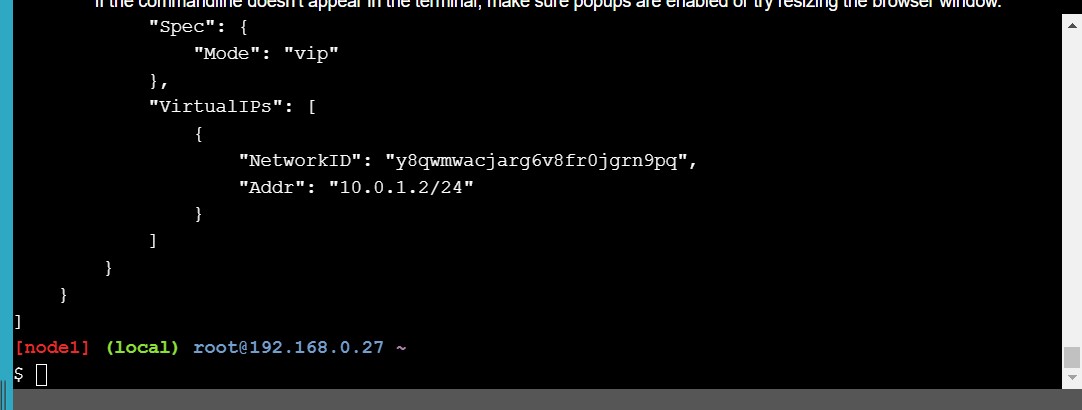 If the commandline doesn't appear in the terminal, make sure popups are enabled or try resizing the browser window.
"Spec": {
"Mode": "vip"
},
"VirtualIPs": [
{
"NetworkID": "y8qwmwacjarg6v8fr0jgrn9pq",
"Addr": "10.0.1.2/24"
}
]
}
}
]
[node1] (local) root@192.168.0.27 ~
$